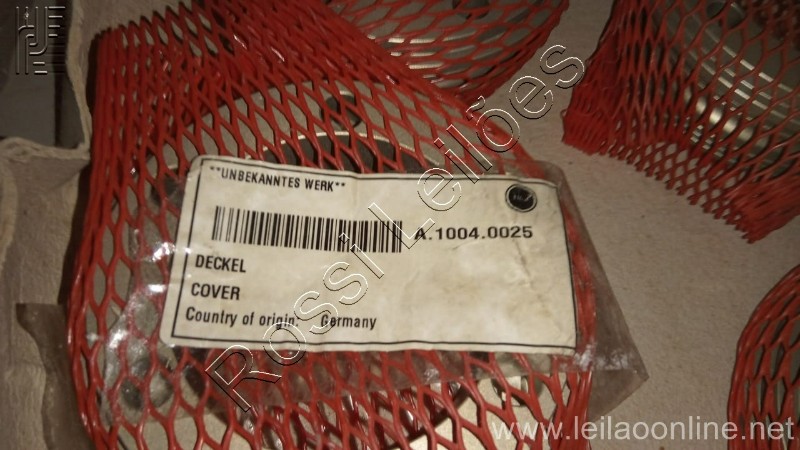 **UNBEKANNTES WERK**
A.1004.0025
DECKEL
COVER
Country of origin: Germany
Rossi Leilões
www.leilaoonline.net